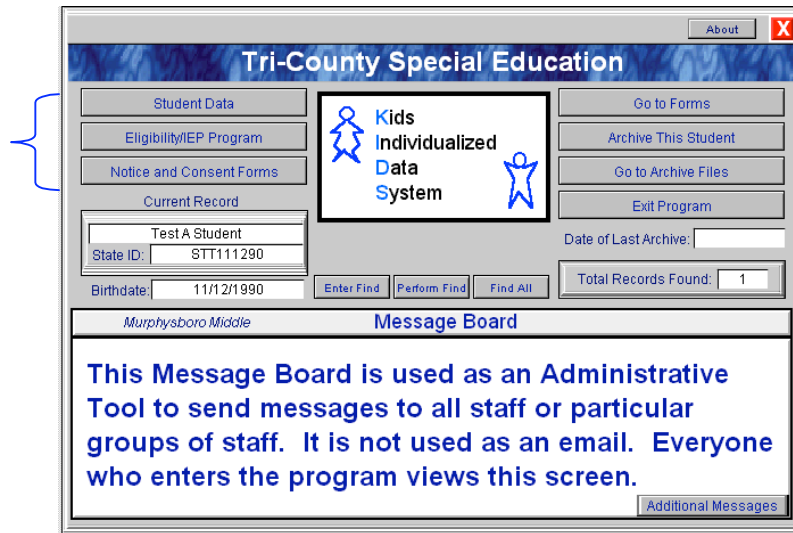 About
X
Tri-County Special Education
Student Data
Eligibility/IEP Program
Notice and Consent Forms
Current Record
Test A Student
State ID: STT111290
Birthdate: 11/12/1990
Kids
Individualized
Data
System
Enter Find
Perform Find
Find All
Go to Forms
Archive This Student
Go to Archive Files
Exit Program
Date of Last Archive:
Total Records Found: 1
Murphysboro Middle
Message Board
This Message Board is used as an Administrative
Tool to send messages to all staff or particular
groups of staff. It is not used as an email. Everyone
who enters the program views this screen.
Additional Messages